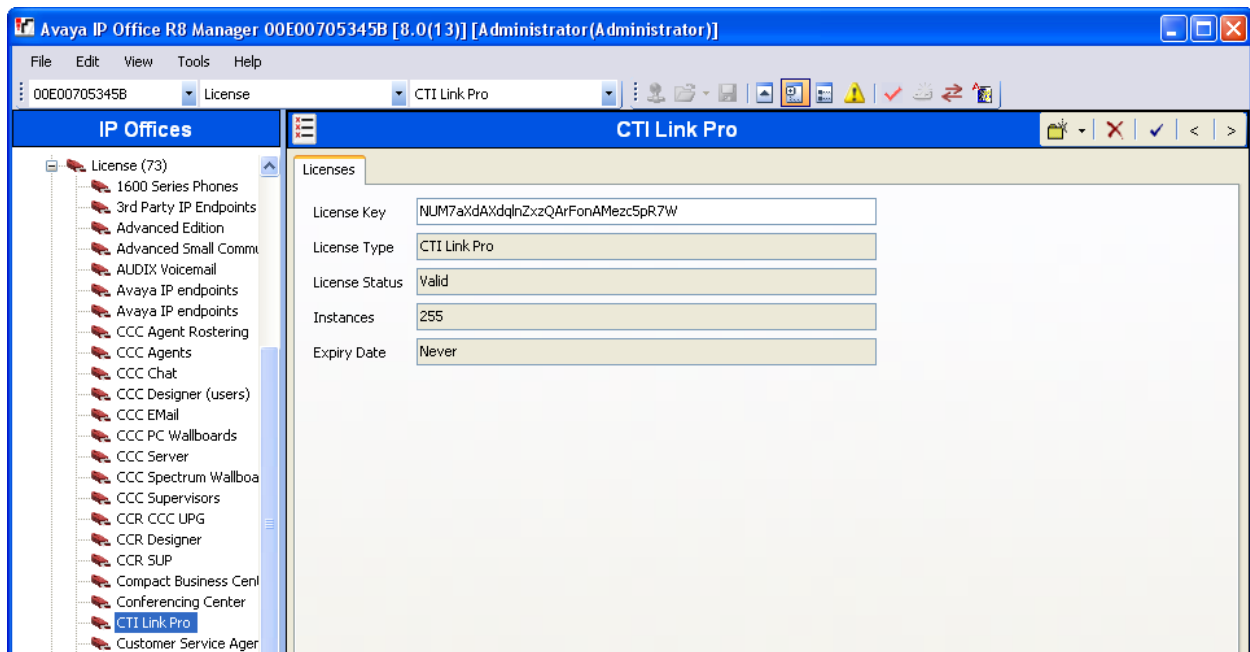 Avaya IP Office R8 Manager 00E00705345B [8.0(13)] [Administrator(Administrator)]
File Edit View Tools Help
00E00705345B License CTI Link Pro
IP Offices
CTI Link Pro
License (73)
1600 Series Phones
3rd Party IP Endpoints
Advanced Edition
Advanced Small Commu
AUDIX Voicemail
Avaya IP endpoints
Avaya IP endpoints
CCC Agent Rostering
CCC Agents
CCC Chat
CCC Designer (users)
CCC EMail
CCC PC Wallboards
CCC Server
CCC Spectrum Wallboa
CCC Supervisors
CCR CCC UPG
CCR Designer
CCR SUP
Compact Business Cent
Conferencing Center
CTI Link Pro
Customer Service Ager
Licenses
License Key NUM7aXdAXdqlnZxzQArFonAMezc5pR7W
License Type CTI Link Pro
License Status Valid
Instances 255
Expiry Date Never